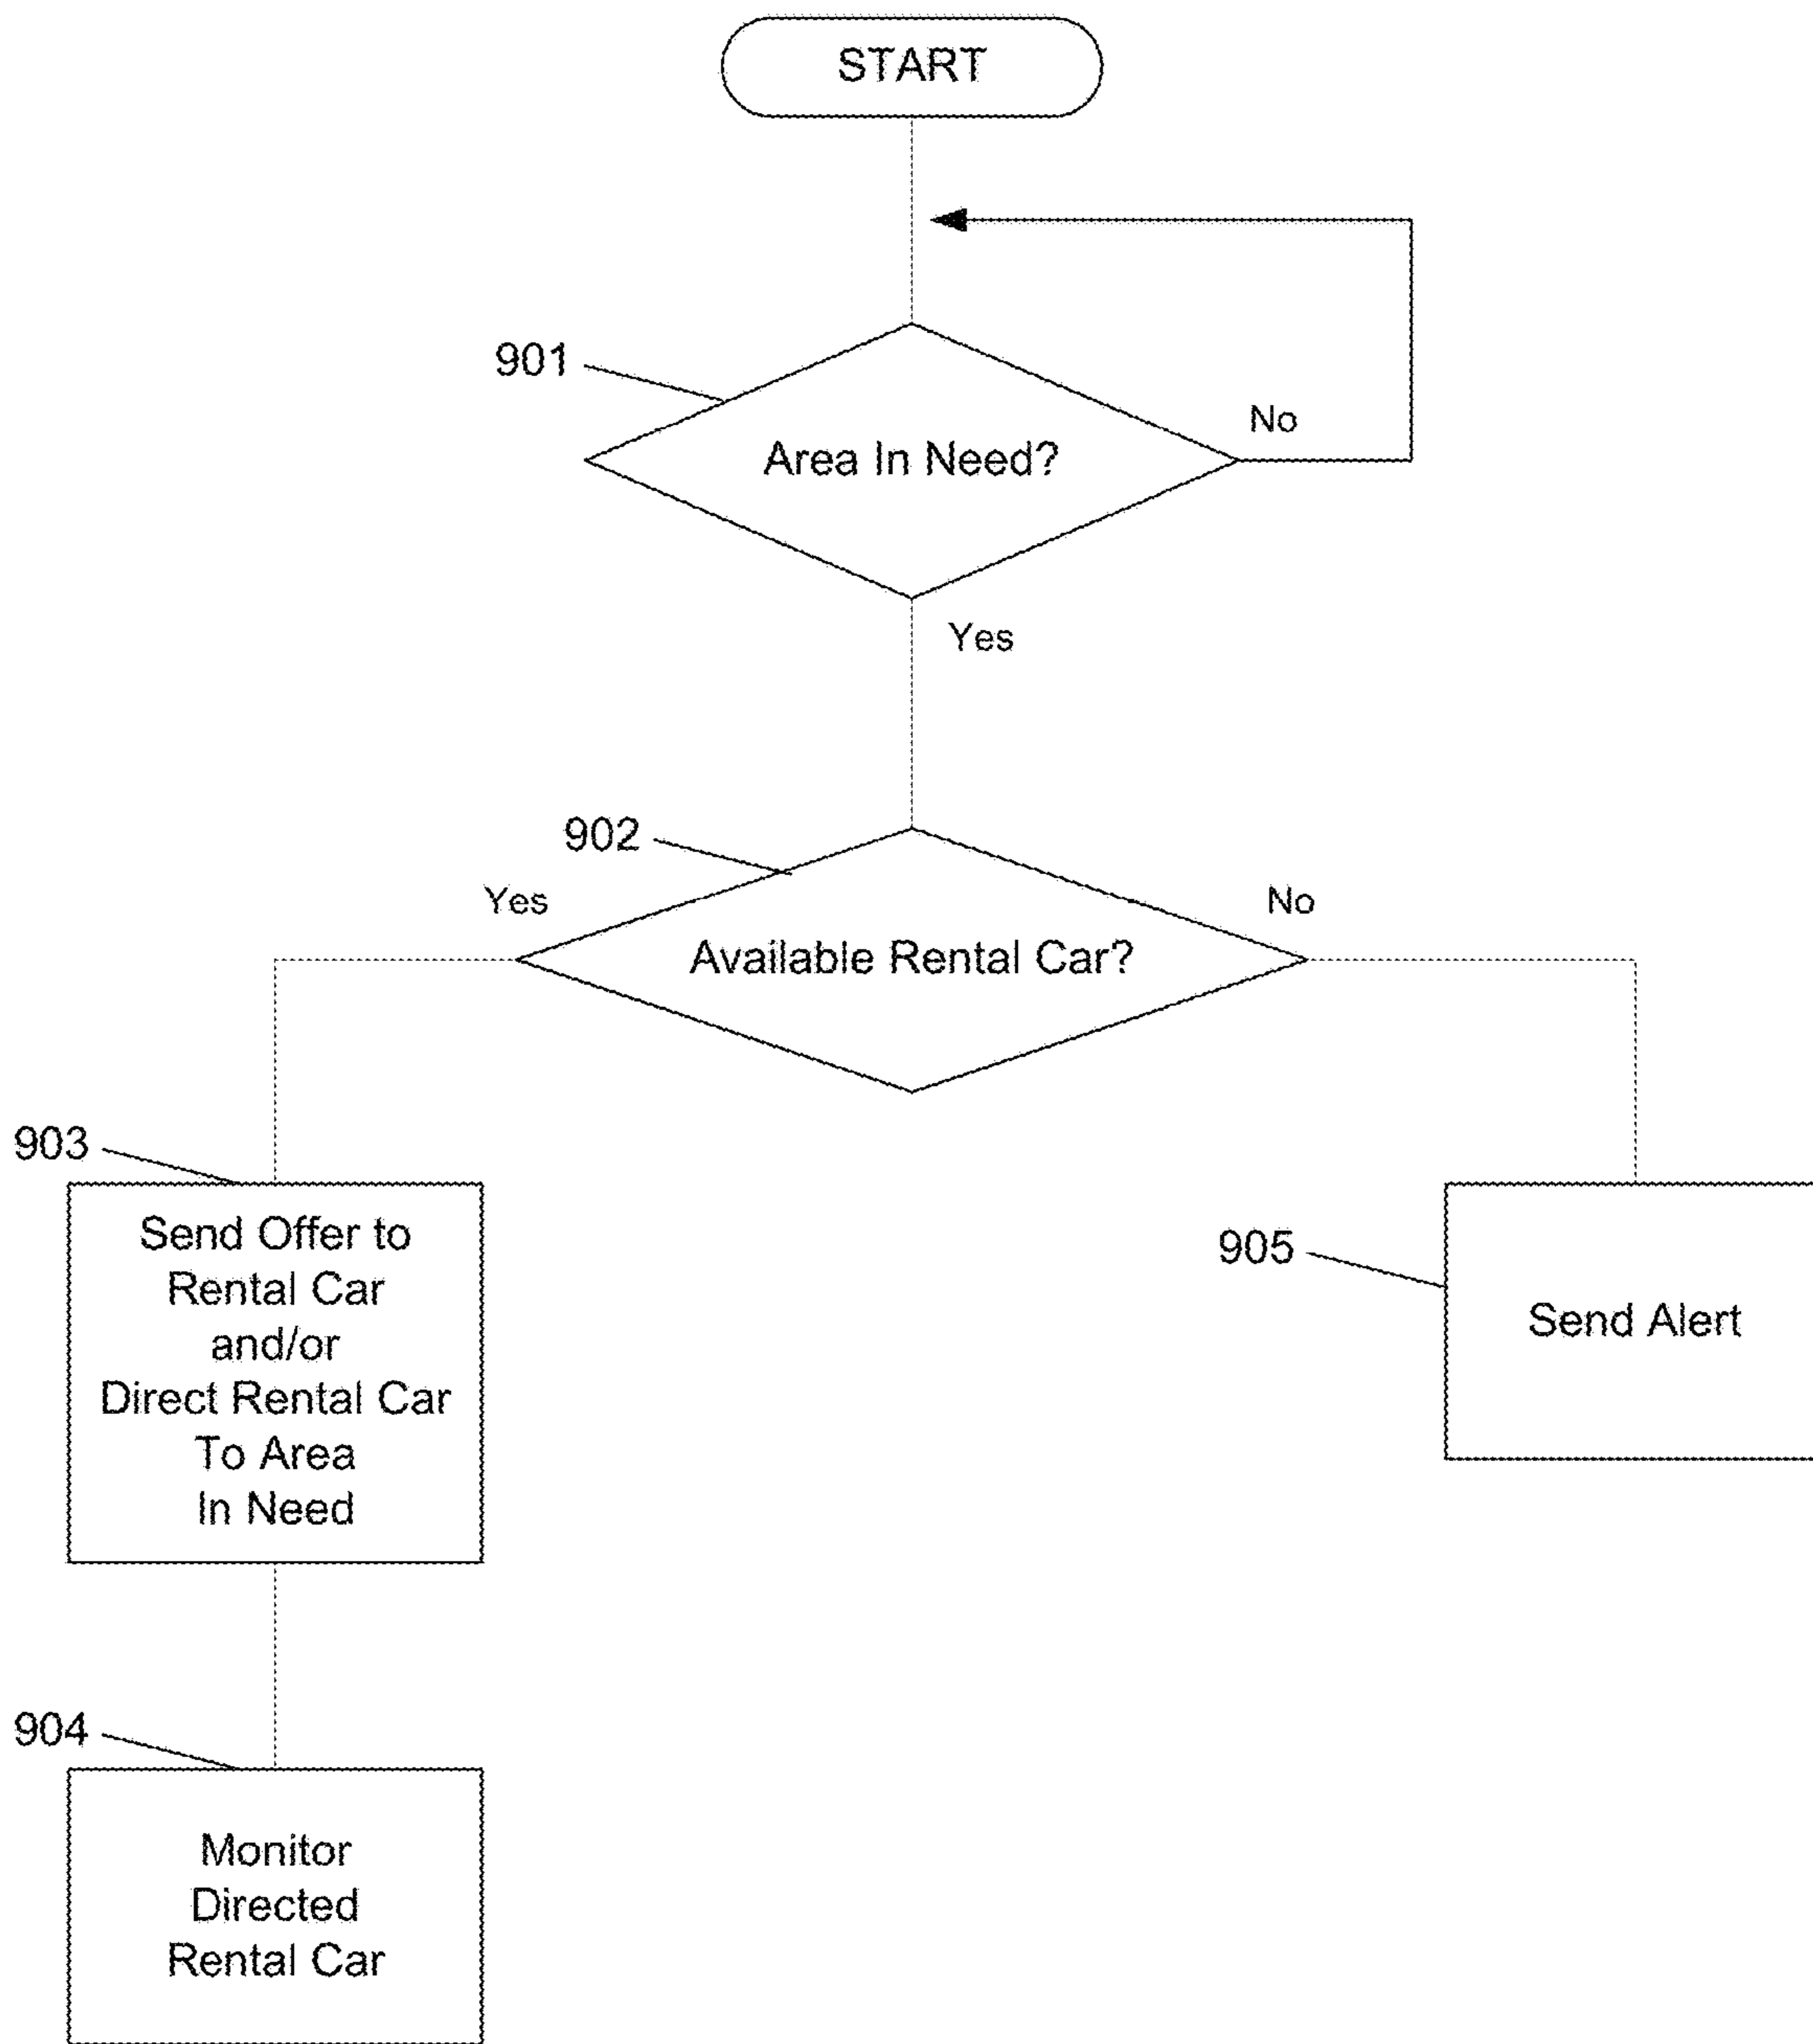 START
901
Area In Need?
No
Yes
902
Yes
No
Available Rental Car?
903
Send Offer to
Rental Car
and/or
Direct Rental Car
To Area
In Need
905
Send Alert
904
Monitor
Directed
Rental Car